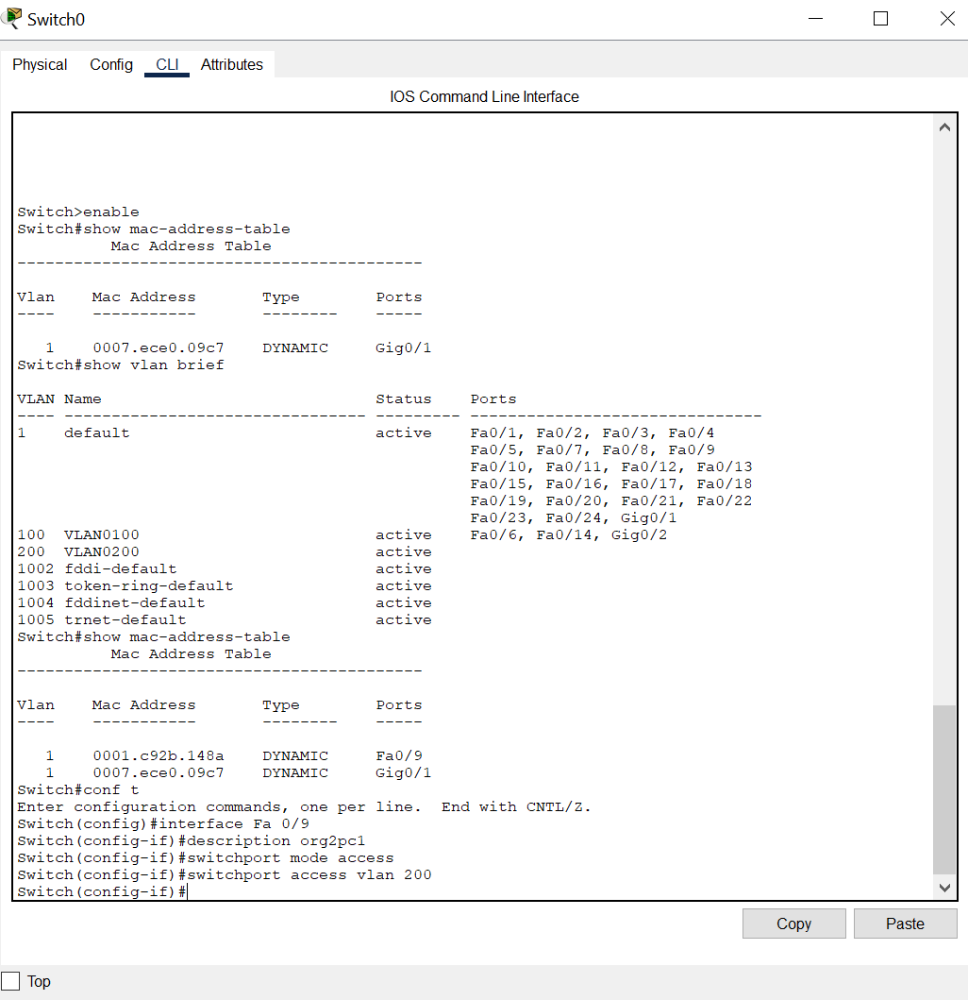 Switch0
Physical Config CLI Attributes
IOS Command Line Interface
Switch>enable
Switch#show mac-address-table
          Mac Address Table
-------------------------------------------

Vlan    Mac Address       Type        Ports
----    -----------       --------    -----

   1    0007.ece0.09c7    DYNAMIC     Gig0/1
Switch#show vlan brief

VLAN Name                             Status    Ports
---- -------------------------------- --------- -------------------------------
1    default                          active    Fa0/1, Fa0/2, Fa0/3, Fa0/4
                                                Fa0/5, Fa0/7, Fa0/8, Fa0/9
                                                Fa0/10, Fa0/11, Fa0/12, Fa0/13
                                                Fa0/15, Fa0/16, Fa0/17, Fa0/18
                                                Fa0/19, Fa0/20, Fa0/21, Fa0/22
                                                Fa0/23, Fa0/24, Gig0/1
100  VLAN0100                         active    Fa0/6, Fa0/14, Gig0/2
200  VLAN0200                         active
1002 fddi-default                     active
1003 token-ring-default               active
1004 fddinet-default                  active
1005 trnet-default                    active
Switch#show mac-address-table
          Mac Address Table
-------------------------------------------

Vlan    Mac Address       Type        Ports
----    -----------       --------    -----

   1    0001.c92b.148a    DYNAMIC     Fa0/9
   1    0007.ece0.09c7    DYNAMIC     Gig0/1
Switch#conf t
Enter configuration commands, one per line.  End with CNTL/Z.
Switch(config)#interface Fa 0/9
Switch(config-if)#description org2pc1
Switch(config-if)#switchport mode access
Switch(config-if)#switchport access vlan 200
Switch(config-if)#
Copy Paste
Top